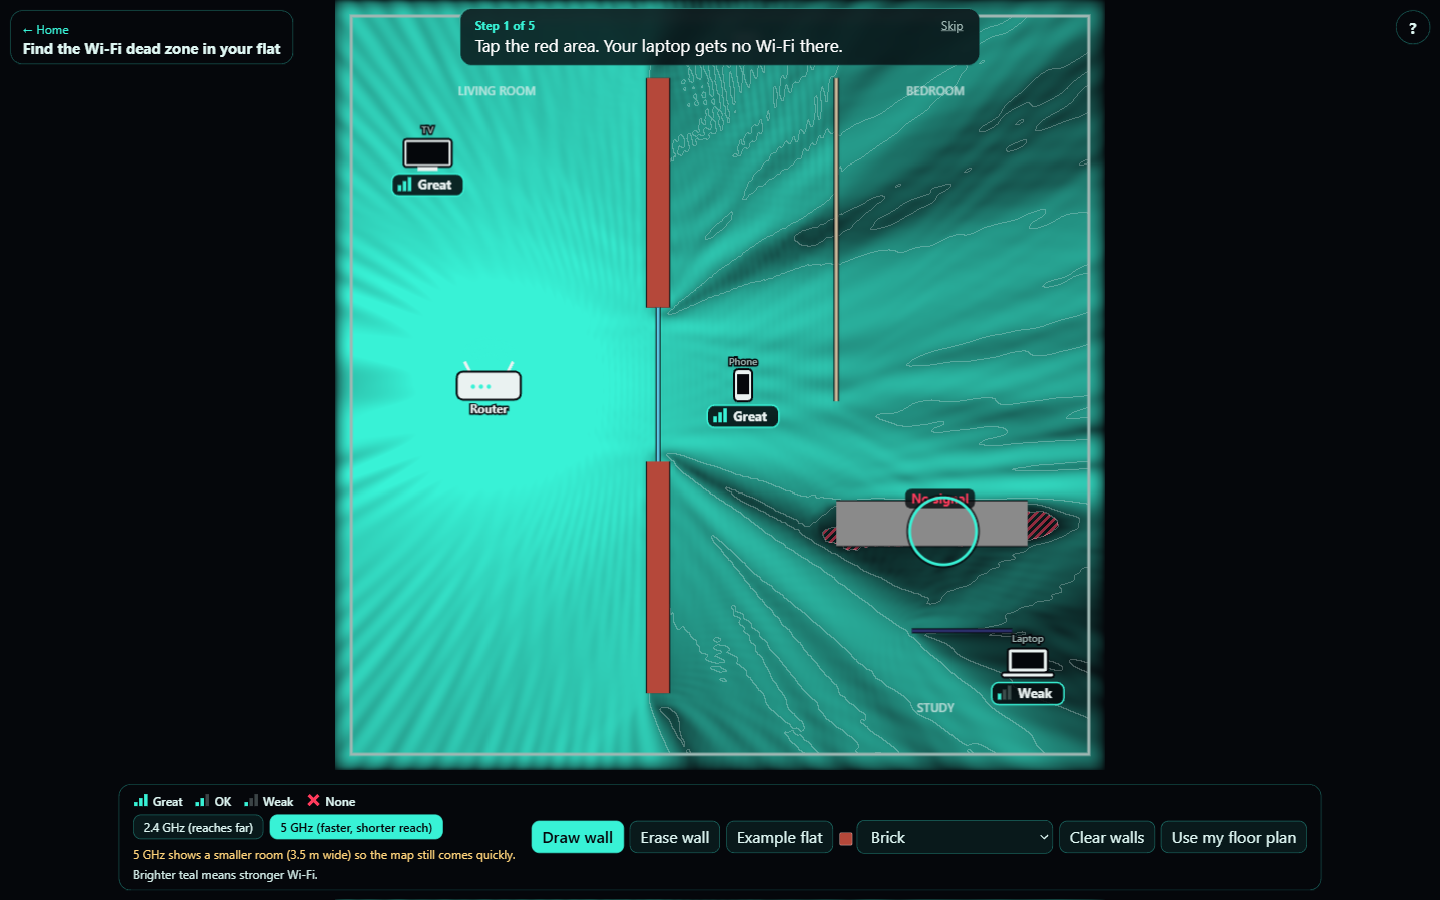 ← Home
Find the Wi-Fi dead zone in your flat
Step 1 of 5
Skip
Tap the red area. Your laptop gets no Wi-Fi there.
?
LIVING ROOM
BEDROOM
TV
Great
Phone
Great
Router
No signal
Laptop
Weak
STUDY
Great
OK
Weak
None
2.4 GHz (reaches far)
5 GHz (faster, shorter reach)
5 GHz shows a smaller room (3.5 m wide) so the map still comes quickly.
Brighter teal means stronger Wi-Fi.
Draw wall
Erase wall
Example flat
Brick
Clear walls
Use my floor plan